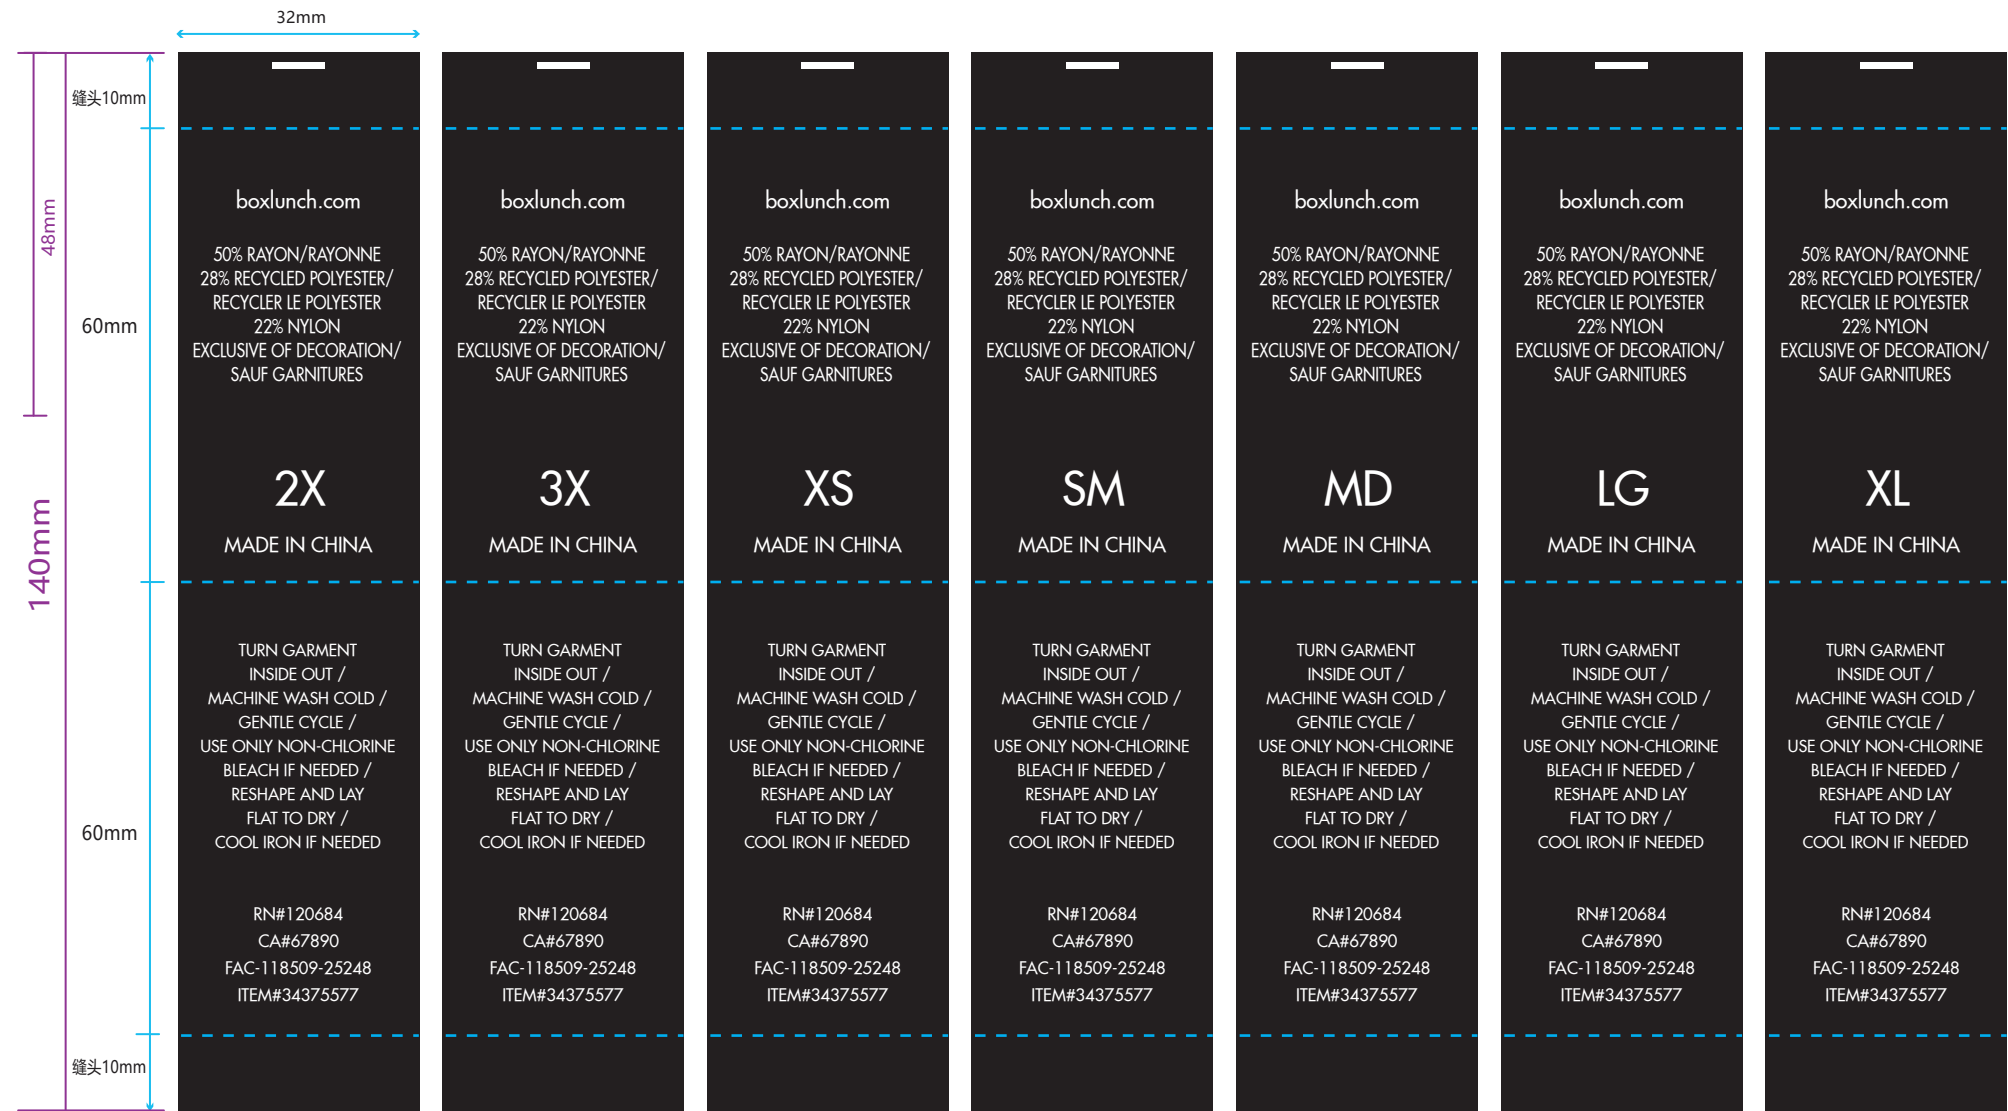 32mm
缝头10mm
48mm
60mm
140mm
60mm
缝头10mm
boxlunch.com
50% RAYON/RAYONNE
28% RECYCLED POLYESTER/
RECYCLER LE POLYESTER
22% NYLON
EXCLUSIVE OF DECORATION/
SAUF GARNITURES
2X
MADE IN CHINA
TURN GARMENT
INSIDE OUT /
MACHINE WASH COLD /
GENTLE CYCLE /
USE ONLY NON-CHLORINE
BLEACH IF NEEDED /
RESHAPE AND LAY
FLAT TO DRY /
COOL IRON IF NEEDED
RN#120684
CA#67890
FAC-118509-25248
ITEM#34375577
boxlunch.com
50% RAYON/RAYONNE
28% RECYCLED POLYESTER/
RECYCLER LE POLYESTER
22% NYLON
EXCLUSIVE OF DECORATION/
SAUF GARNITURES
3X
MADE IN CHINA
TURN GARMENT
INSIDE OUT /
MACHINE WASH COLD /
GENTLE CYCLE /
USE ONLY NON-CHLORINE
BLEACH IF NEEDED /
RESHAPE AND LAY
FLAT TO DRY /
COOL IRON IF NEEDED
RN#120684
CA#67890
FAC-118509-25248
ITEM#34375577
boxlunch.com
50% RAYON/RAYONNE
28% RECYCLED POLYESTER/
RECYCLER LE POLYESTER
22% NYLON
EXCLUSIVE OF DECORATION/
SAUF GARNITURES
XS
MADE IN CHINA
TURN GARMENT
INSIDE OUT /
MACHINE WASH COLD /
GENTLE CYCLE /
USE ONLY NON-CHLORINE
BLEACH IF NEEDED /
RESHAPE AND LAY
FLAT TO DRY /
COOL IRON IF NEEDED
RN#120684
CA#67890
FAC-118509-25248
ITEM#34375577
boxlunch.com
50% RAYON/RAYONNE
28% RECYCLED POLYESTER/
RECYCLER LE POLYESTER
22% NYLON
EXCLUSIVE OF DECORATION/
SAUF GARNITURES
SM
MADE IN CHINA
TURN GARMENT
INSIDE OUT /
MACHINE WASH COLD /
GENTLE CYCLE /
USE ONLY NON-CHLORINE
BLEACH IF NEEDED /
RESHAPE AND LAY
FLAT TO DRY /
COOL IRON IF NEEDED
RN#120684
CA#67890
FAC-118509-25248
ITEM#34375577
boxlunch.com
50% RAYON/RAYONNE
28% RECYCLED POLYESTER/
RECYCLER LE POLYESTER
22% NYLON
EXCLUSIVE OF DECORATION/
SAUF GARNITURES
MD
MADE IN CHINA
TURN GARMENT
INSIDE OUT /
MACHINE WASH COLD /
GENTLE CYCLE /
USE ONLY NON-CHLORINE
BLEACH IF NEEDED /
RESHAPE AND LAY
FLAT TO DRY /
COOL IRON IF NEEDED
RN#120684
CA#67890
FAC-118509-25248
ITEM#34375577
boxlunch.com
50% RAYON/RAYONNE
28% RECYCLED POLYESTER/
RECYCLER LE POLYESTER
22% NYLON
EXCLUSIVE OF DECORATION/
SAUF GARNITURES
LG
MADE IN CHINA
TURN GARMENT
INSIDE OUT /
MACHINE WASH COLD /
GENTLE CYCLE /
USE ONLY NON-CHLORINE
BLEACH IF NEEDED /
RESHAPE AND LAY
FLAT TO DRY /
COOL IRON IF NEEDED
RN#120684
CA#67890
FAC-118509-25248
ITEM#34375577
boxlunch.com
50% RAYON/RAYONNE
28% RECYCLED POLYESTER/
RECYCLER LE POLYESTER
22% NYLON
EXCLUSIVE OF DECORATION/
SAUF GARNITURES
XL
MADE IN CHINA
TURN GARMENT
INSIDE OUT /
MACHINE WASH COLD /
GENTLE CYCLE /
USE ONLY NON-CHLORINE
BLEACH IF NEEDED /
RESHAPE AND LAY
FLAT TO DRY /
COOL IRON IF NEEDED
RN#120684
CA#67890
FAC-118509-25248
ITEM#34375577